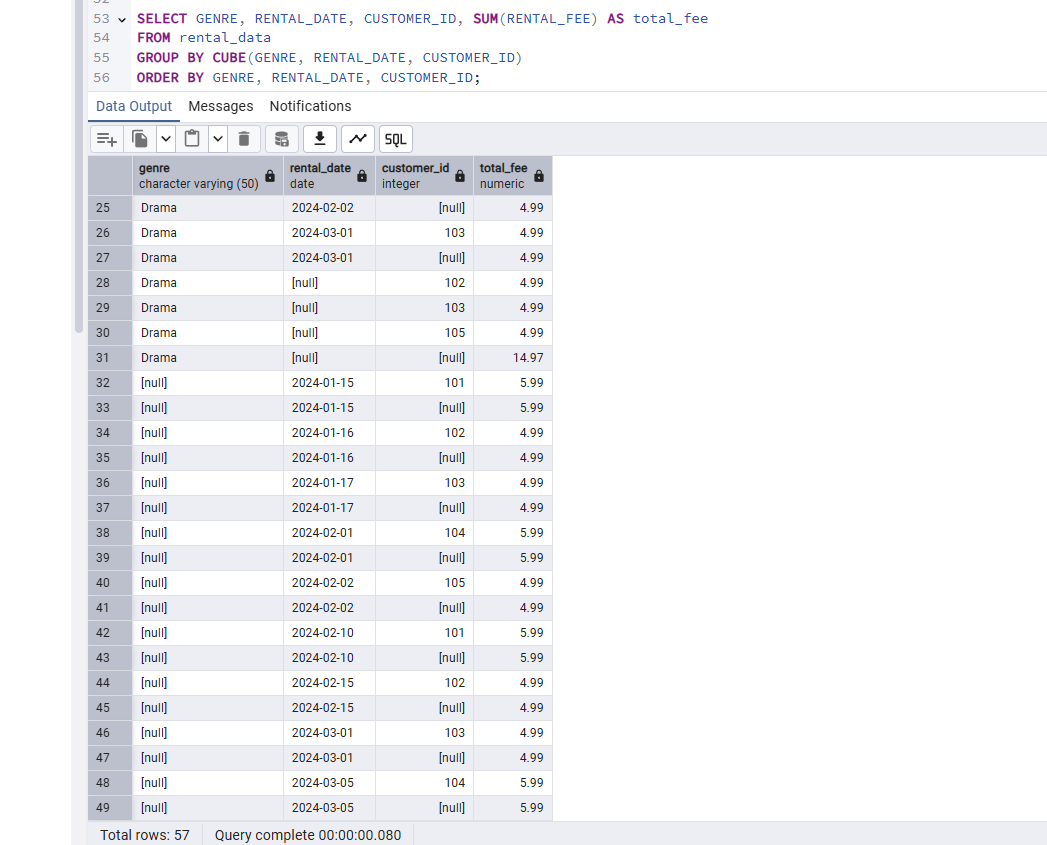 53 SELECT GENRE, RENTAL_DATE, CUSTOMER_ID, SUM(RENTAL_FEE) AS total_fee
54 FROM rental_data
55 GROUP BY CUBE(GENRE, RENTAL_DATE, CUSTOMER_ID)
56 ORDER BY GENRE, RENTAL_DATE, CUSTOMER_ID;
Data Output Messages Notifications
SQL
genre rental_date customer_id total_fee
character varying (50) date integer numeric
25 Drama 2024-02-02 [null] 4.99
26 Drama 2024-03-01 103 4.99
27 Drama 2024-03-01 [null] 4.99
28 Drama [null] 102 4.99
29 Drama [null] 103 4.99
30 Drama [null] 105 4.99
31 Drama [null] [null] 14.97
32 [null] 2024-01-15 101 5.99
33 [null] 2024-01-15 [null] 5.99
34 [null] 2024-01-16 102 4.99
35 [null] 2024-01-16 [null] 4.99
36 [null] 2024-01-17 103 4.99
37 [null] 2024-01-17 [null] 4.99
38 [null] 2024-02-01 104 5.99
39 [null] 2024-02-01 [null] 5.99
40 [null] 2024-02-02 105 4.99
41 [null] 2024-02-02 [null] 4.99
42 [null] 2024-02-10 101 5.99
43 [null] 2024-02-10 [null] 5.99
44 [null] 2024-02-15 102 4.99
45 [null] 2024-02-15 [null] 4.99
46 [null] 2024-03-01 103 4.99
47 [null] 2024-03-01 [null] 4.99
48 [null] 2024-03-05 104 5.99
49 [null] 2024-03-05 [null] 5.99
Total rows: 57 Query complete 00:00:00.080